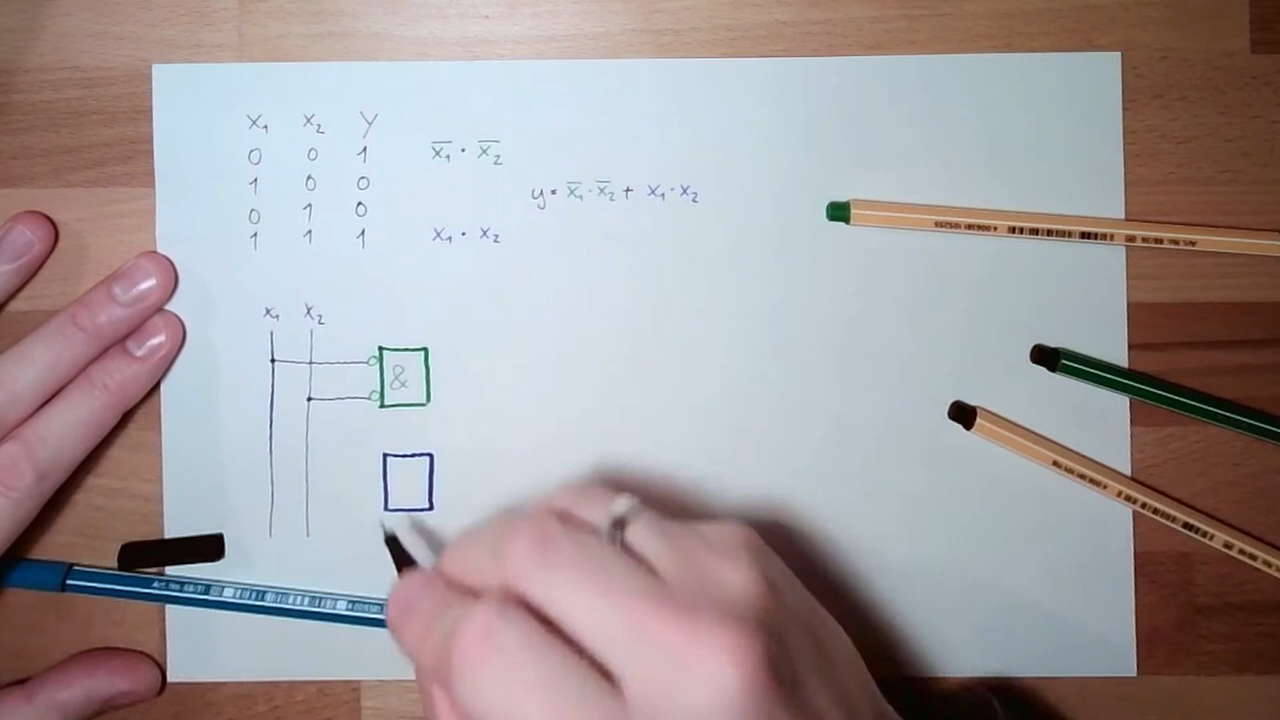 x₁ x₂ y
0 0 1 x̅₁ · x̅₂
1 0 0 y = x̅₁ · x̅₂ + x₁ · x₂
0 1 0
1 1 1 x₁ · x₂
x₁ x₂
&